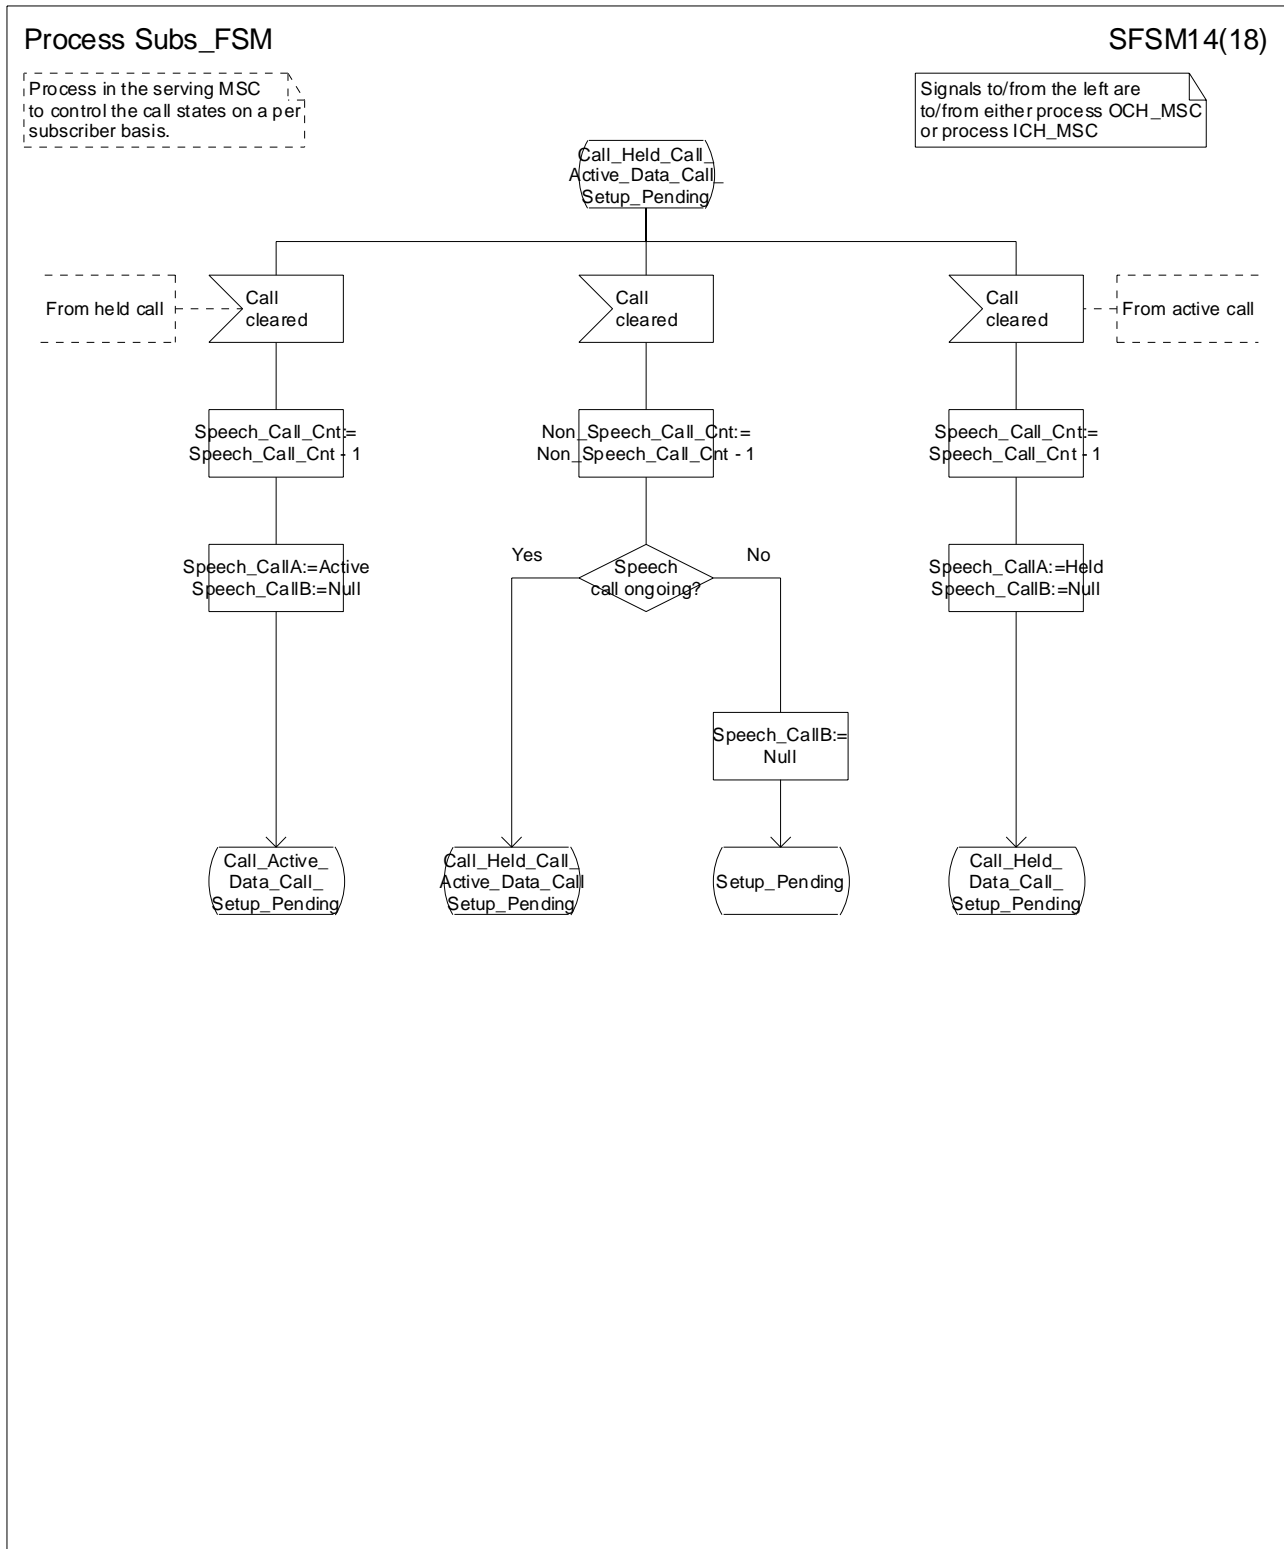 Process Subs_FSM
SFSM14(18)
Process in the serving MSC
to control the call states on a per
subscriber basis.
Signals to/from the left are
to/from either process OCH_MSC
or process ICH_MSC
Call_Held_Call_
Active_Data_Call_
Setup_Pending
From held call
Call
cleared
Call
cleared
Call
cleared
From active call
Speech_Call_Cnt:=
Speech_Call_Cnt - 1
Non_Speech_Call_Cnt:=
Non_Speech_Call_Cnt - 1
Speech_Call_Cnt:=
Speech_Call_Cnt - 1
Speech_CallA:=Active
Speech_CallB:=Null
Yes
Speech
call ongoing?
No
Speech_CallA:=Held
Speech_CallB:=Null
Speech_CallB:=
Null
Call_Active_
Data_Call_
Setup_Pending
Call_Held_Call_
Active_Data_Call
Setup_Pending
Setup_Pending
Call_Held_
Data_Call_
Setup_Pending